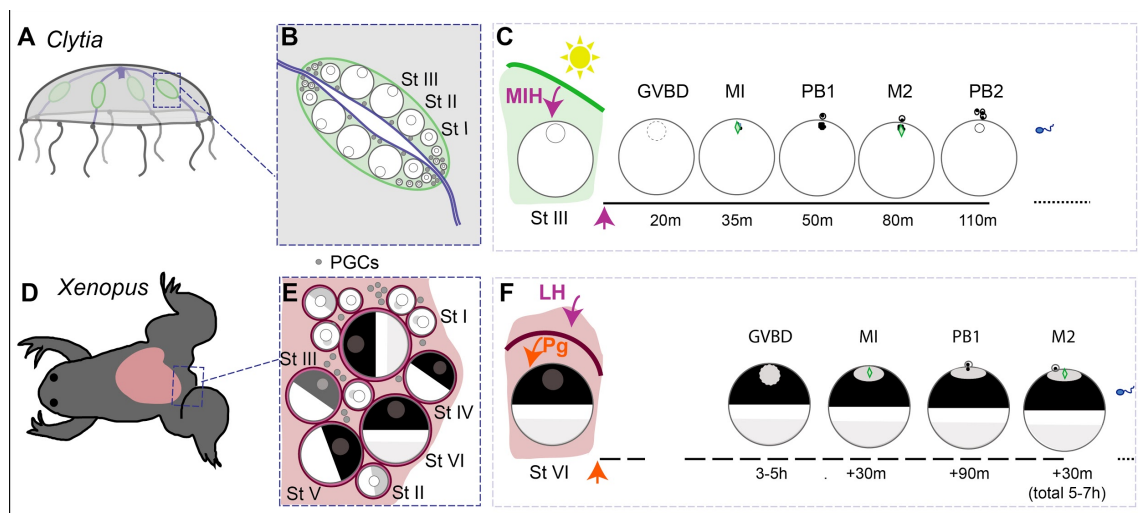 A Clytia
B
St III
St II
St I
C
MIH
St III
GVBD
MI
PB1
M2
PB2
20m
35m
50m
80m
110m
PGCs
D Xenopus
E
St I
St III
St IV
St VI
St V
St II
F
LH
Pg
St VI
GVBD
MI
PB1
M2
3-5h
+30m
+90m
+30m
(total 5-7h)